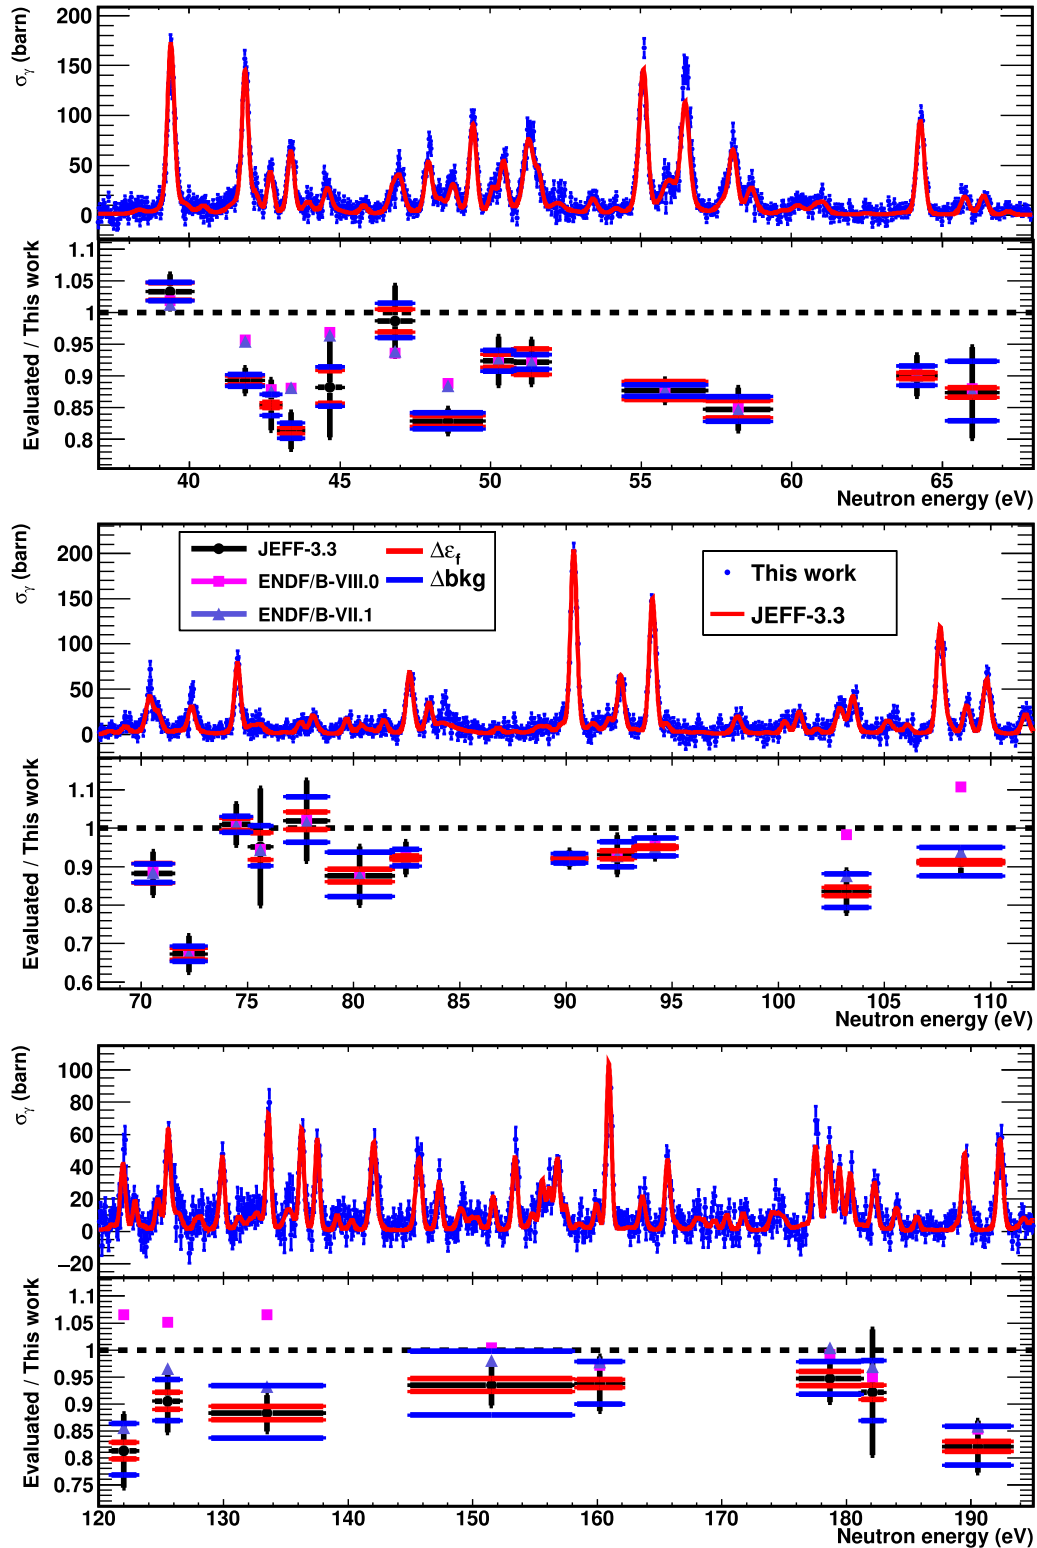 σγ (barn)
200
150
100
50
0
Evaluated / This work
1.1
1.05
1
0.95
0.9
0.85
0.8
40 45 50 55 60 65
Neutron energy (eV)
σγ (barn)
200
150
100
50
0
JEFF-3.3
ENDF/B-VIII.0
ENDF/B-VII.1
Δεf
Δbkg
This work
JEFF-3.3
Evaluated / This work
1.1
1
0.9
0.8
0.7
0.6
70 75 80 85 90 95 100 105 110
Neutron energy (eV)
σγ (barn)
100
80
60
40
20
0
−20
Evaluated / This work
1.1
1.05
1
0.95
0.9
0.85
0.8
0.75
120 130 140 150 160 170 180 190
Neutron energy (eV)